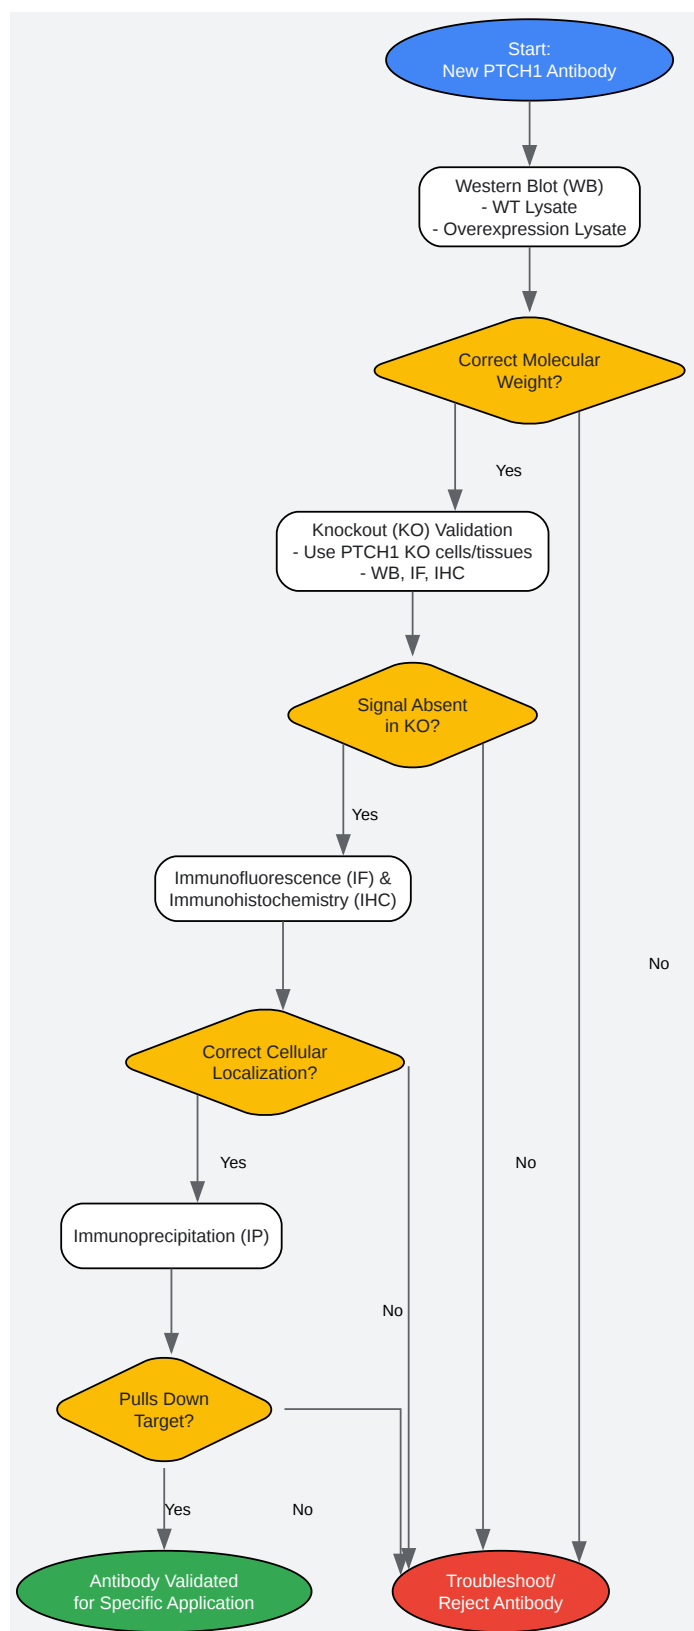 Start:
New PTCH1 Antibody
Western Blot (WB)
- WT Lysate
- Overexpression Lysate
Correct Molecular
Weight?
Yes
Knockout (KO) Validation
- Use PTCH1 KO cells/tissues
- WB, IF, IHC
Signal Absent
in KO?
Yes
Immunofluorescence (IF) &
Immunohistochemistry (IHC)
No
Correct Cellular
Localization?
Yes
No
Immunoprecipitation (IP)
No
Pulls Down
Target?
Yes
No
Antibody Validated
for Specific Application
Troubleshoot/
Reject Antibody